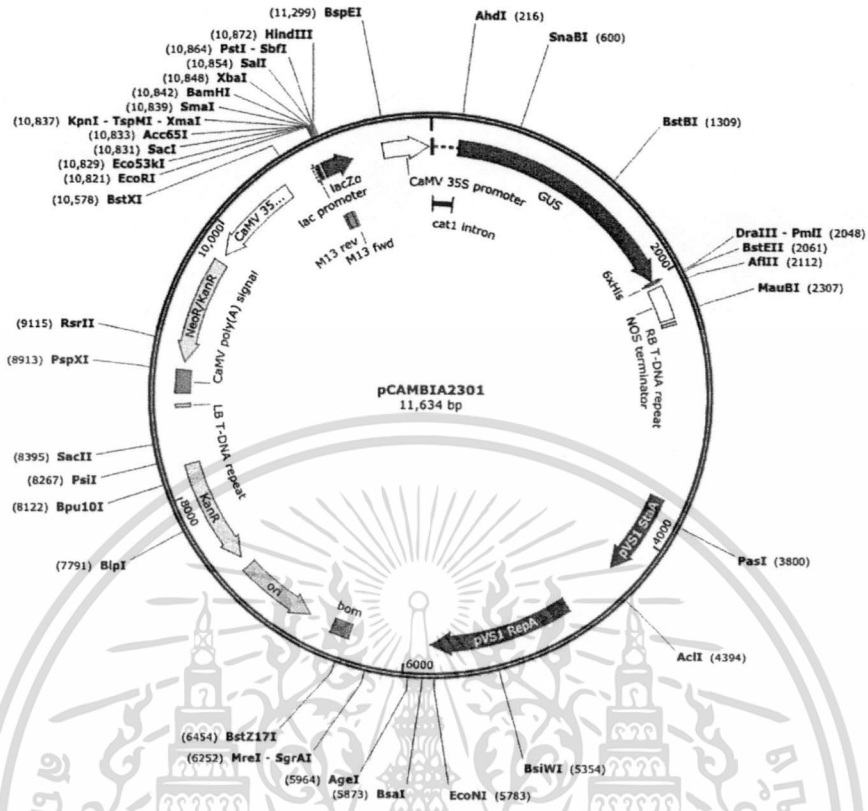 (11,299) BspEI
(10,872) HindIII
(10,864) PstI - SbfI
(10,854) SalI
(10,848) XbaI
(10,842) BamHI
(10,839) SmaI
(10,837) KpnI - TspMI - XmaI
(10,833) Acc65I
(10,831) SacI
(10,829) Eco53kI
(10,821) EcoRI
(10,578) BstXI
AhdI (216)
SnaBI (600)
BstBI (1309)
DraIII - PmlI (2048)
BstEII (2061)
AflII (2112)
MauBI (2307)
PasI (3800)
AclI (4394)
BsiWI (5354)
EcoNI (5783)
(5873) BsaI
(5964) AgeI
(6252) MreI - SgrAI
(6454) BstZ17I
(7791) BlpI
(8122) Bpu10I
(8267) PsiI
(8395) SacII
(8913) PspXI
(9115) RsrII
10,000
2000
4000
6000
8000
CaMV 35S promoter
cat1 intron
GUS
6xHis
NOS terminator
RB T-DNA repeat
pVS1 StaA
pVS1 RepA
bom
ori
KanR
LB T-DNA repeat
CaMV poly(A) signal
NeoR/KanR
CaMV 35...
M13 rev
M13 fwd
lac promoter
lacZα
pCAMBIA2301
11,634 bp